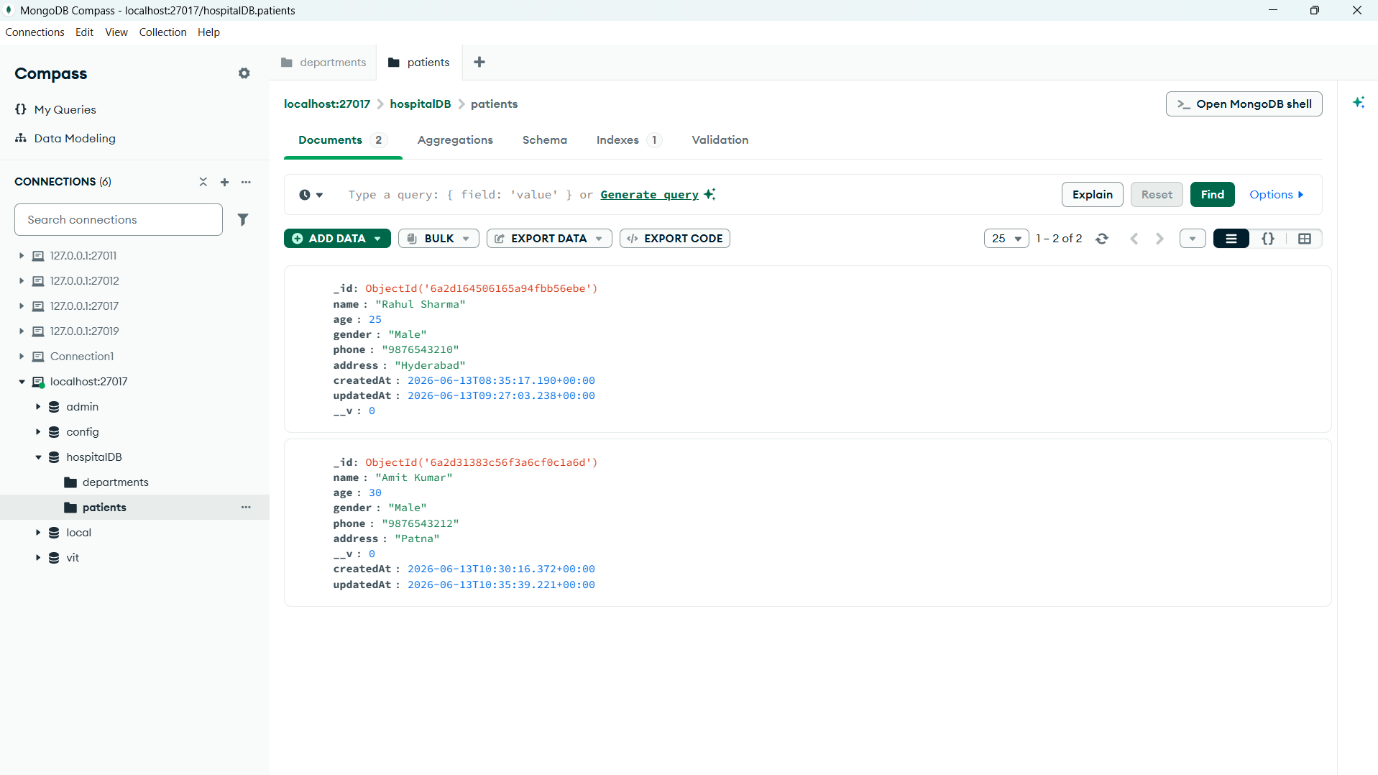 MongoDB Compass - localhost:27017/hospitalDB.patients
Connections Edit View Collection Help
Compass
My Queries
Data Modeling
CONNECTIONS (6)
Search connections
127.0.0.1:27011
127.0.0.1:27012
127.0.0.1:27017
127.0.0.1:27019
Connection1
localhost:27017
admin
config
hospitalDB
departments
patients
local
vit
departments patients
localhost:27017 > hospitalDB > patients
>_ Open MongoDB shell
Documents 2 Aggregations Schema Indexes 1 Validation
Type a query: { field: 'value' } or Generate query
Explain Reset Find Options
ADD DATA BULK EXPORT DATA </> EXPORT CODE
25 1 – 2 of 2 {}
_id: ObjectId('6a2d164506165a94fbb56ebe')
name : "Rahul Sharma"
age : 25
gender : "Male"
phone : "9876543210"
address : "Hyderabad"
createdAt : 2026-06-13T08:35:17.190+00:00
updatedAt : 2026-06-13T09:27:03.238+00:00
__v : 0
_id: ObjectId('6a2d31383c56f3a6cf0c1a6d')
name : "Amit Kumar"
age : 30
gender : "Male"
phone : "9876543212"
address : "Patna"
__v : 0
createdAt : 2026-06-13T10:30:16.372+00:00
updatedAt : 2026-06-13T10:35:39.221+00:00